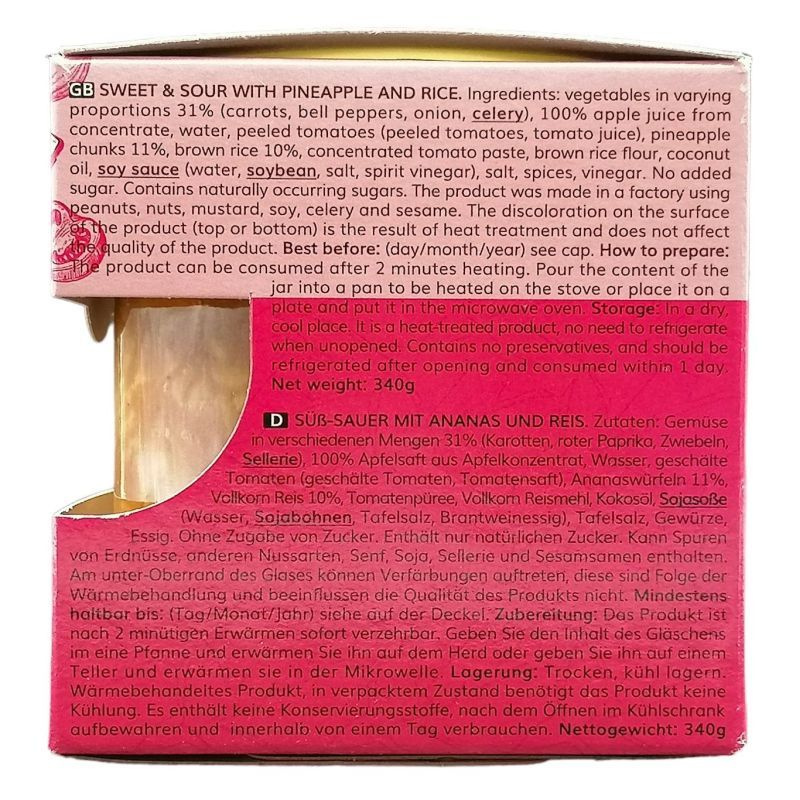 GB SWEET & SOUR WITH PINEAPPLE AND RICE. Ingredients: vegetables in varying
proportions 31% (carrots, bell peppers, onion, celery), 100% apple juice from
concentrate, water, peeled tomatoes (peeled tomatoes, tomato juice), pineapple
chunks 11%, brown rice 10%, concentrated tomato paste, brown rice flour, coconut
oil, soy sauce (water, soybean, salt, spirit vinegar), salt, spices, vinegar. No added
sugar. Contains naturally occurring sugars. The product was made in a factory using
peanuts, nuts, mustard, soy, celery and sesame. The discoloration on the surface
of the product (top or bottom) is the result of heat treatment and does not affect
the quality of the product. Best before: (day/month/year) see cap. How to prepare:
The product can be consumed after 2 minutes heating. Pour the content of the
jar into a pan to be heated on the stove or place it on a
plate and put it in the microwave oven. Storage: In a dry,
cool place. It is a heat-treated product, no need to refrigerate
when unopened. Contains no preservatives, and should be
refrigerated after opening and consumed within 1 day.
Net weight: 340g
D SÜß-SAUER MIT ANANAS UND REIS. Zutaten: Gemüse
in verschiedenen Mengen 31% (Karotten, roter Paprika, Zwiebeln,
Sellerie), 100% Apfelsaft aus Apfelkonzentrat, Wasser, geschälte
Tomaten (geschälte Tomaten, Tomatensaft), Ananaswürfeln 11%,
Vollkorn Reis 10%, Tomatenpüree, Vollkorn Reismehl, Kokosöl, Sojasoße
(Wasser, Sojabohnen, Tafelsalz, Brantweinessig), Tafelsalz, Gewürze,
Essig. Ohne Zugabe von Zucker. Enthält nur natürlichen Zucker. Kann Spuren
von Erdnüsse, anderen Nussarten, Senf, Soja, Sellerie und Sesamsamen enthalten.
Am unter-Oberrand des Glases können Verfärbungen auftreten, diese sind Folge der
Wärmebehandlung und beeinflussen die Qualität des Produkts nicht. Mindestens
haltbar bis: (Tag/Monat/Jahr) siehe auf der Deckel. Zubereitung: Das Produkt ist
nach 2 minütigen Erwärmen sofort verzehrbar. Geben Sie den Inhalt des Gläschens
im eine Pfanne und erwärmen Sie ihn auf dem Herd oder geben Sie ihn auf einem
Teller und erwärmen sie in der Mikrowelle. Lagerung: Trocken, kühl lagern.
Wärmebehandeltes Produkt, in verpacktem Zustand benötigt das Produkt keine
Kühlung. Es enthält keine Konservierungsstoffe, nach dem Öffnen im Kühlschrank
aufbewahren und innerhalb von einem Tag verbrauchen. Nettogewicht: 340g